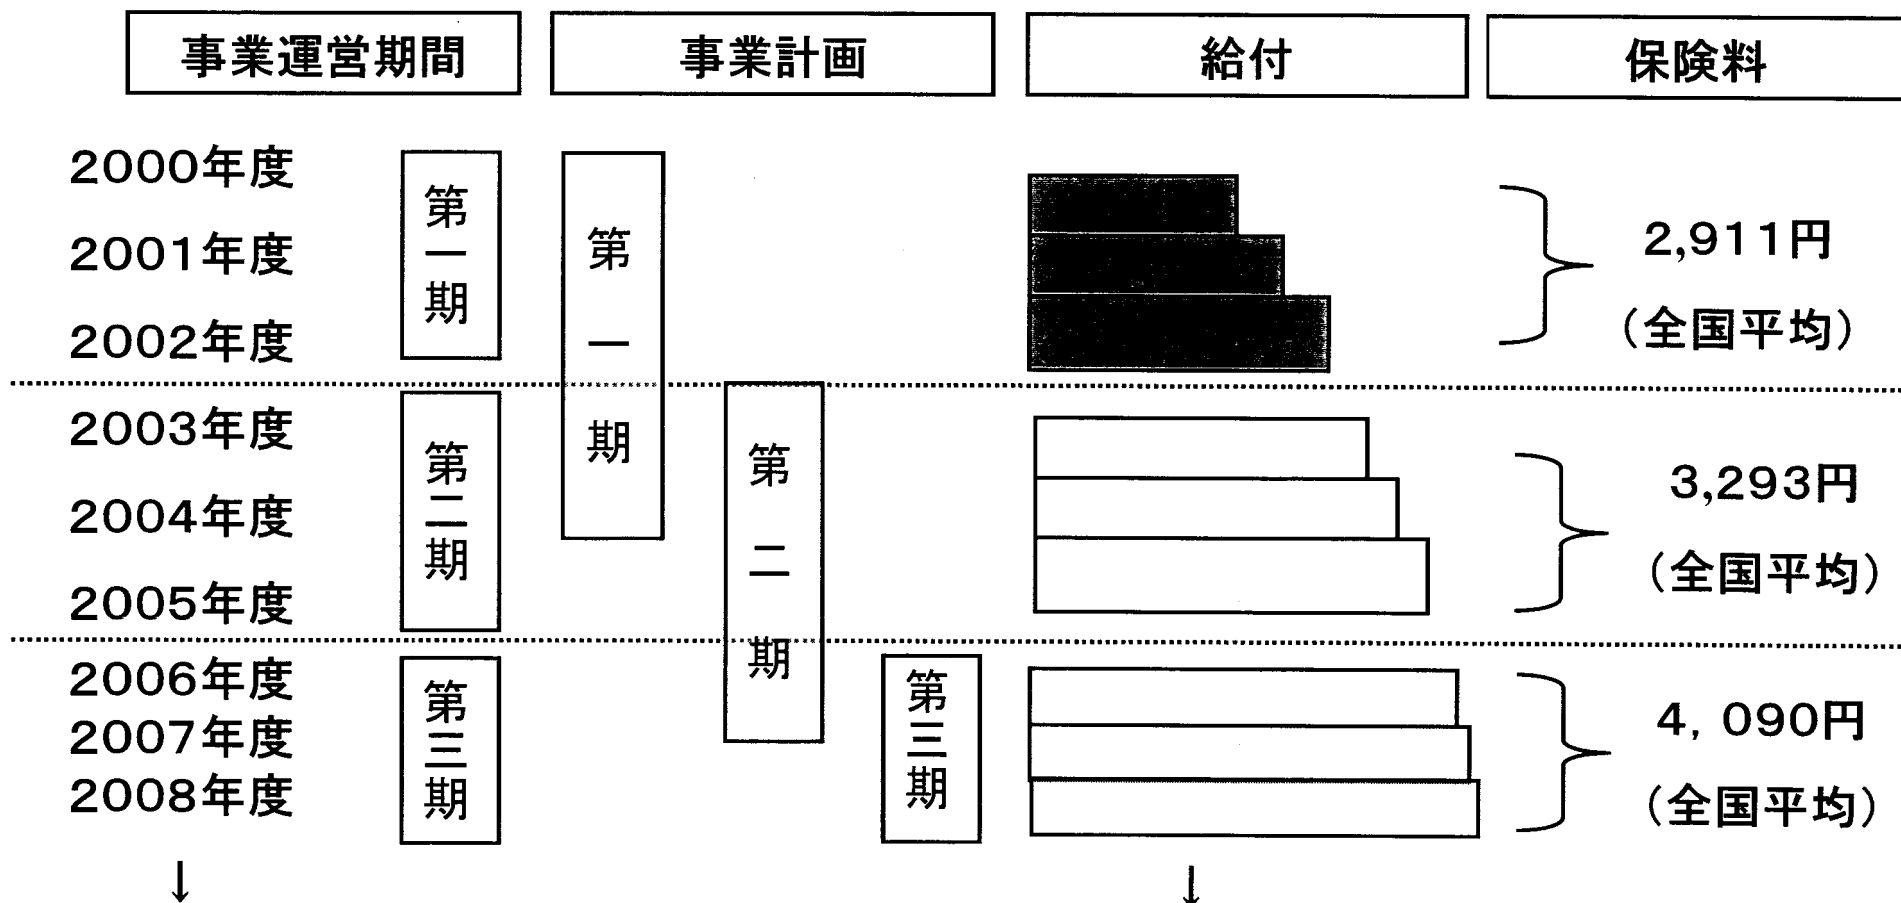 事業運営期間
事業計画
給付
保険料
2000年度
2001年度
2002年度
第一期
第一期
2,911円
(全国平均)
2003年度
2004年度
2005年度
第二期
第二期
3,293円
(全国平均)
2006年度
2007年度
2008年度
第三期
第三期
4,090円
(全国平均)
↓
↓